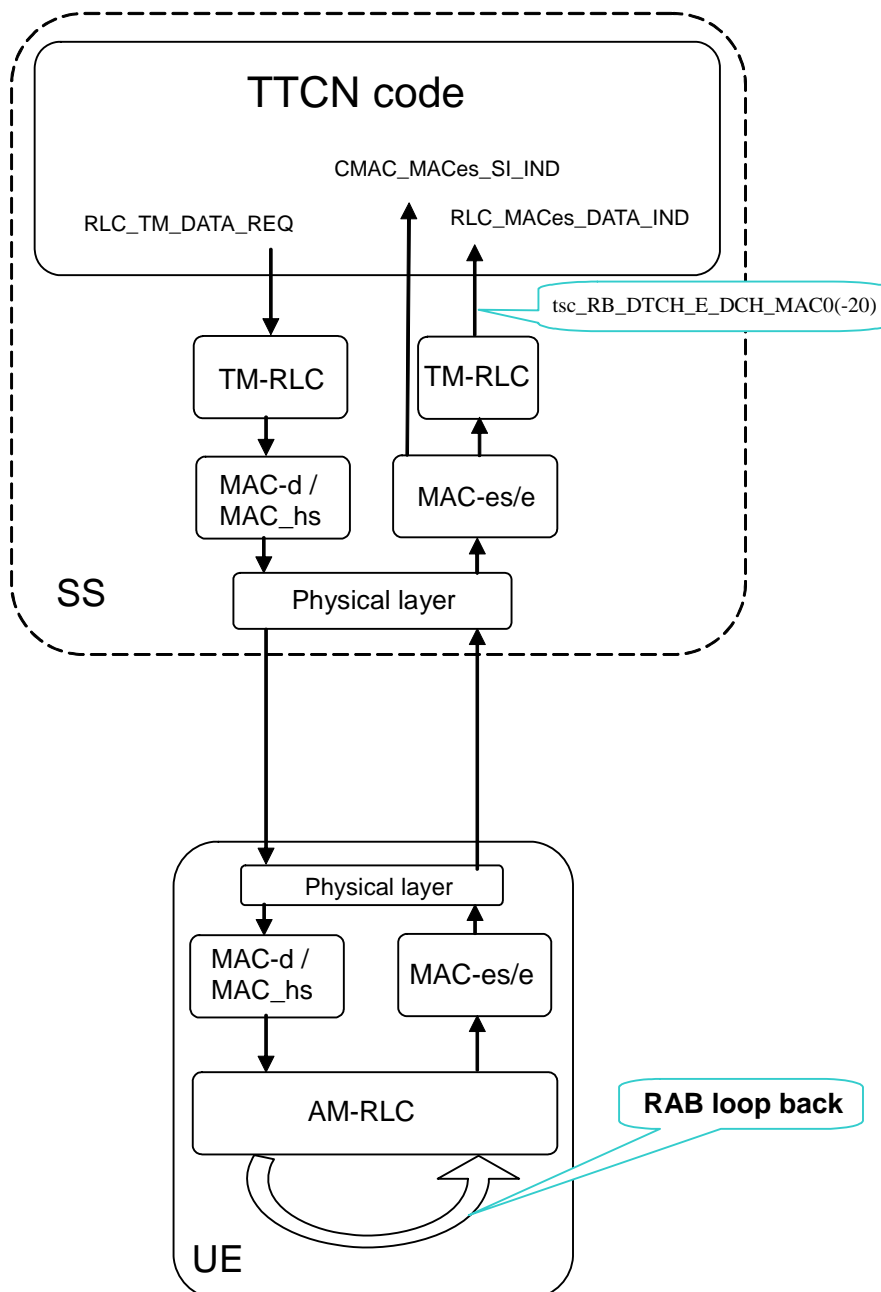 TTCN code
CMAC_MACes_SI_IND
RLC_TM_DATA_REQ
RLC_MACes_DATA_IND
tsc_RB_DTCH_E_DCH_MAC0(-20)
TM-RLC
TM-RLC
MAC-d /
MAC_hs
MAC-es/e
SS
Physical layer
Physical layer
MAC-d /
MAC_hs
MAC-es/e
AM-RLC
RAB loop back
UE